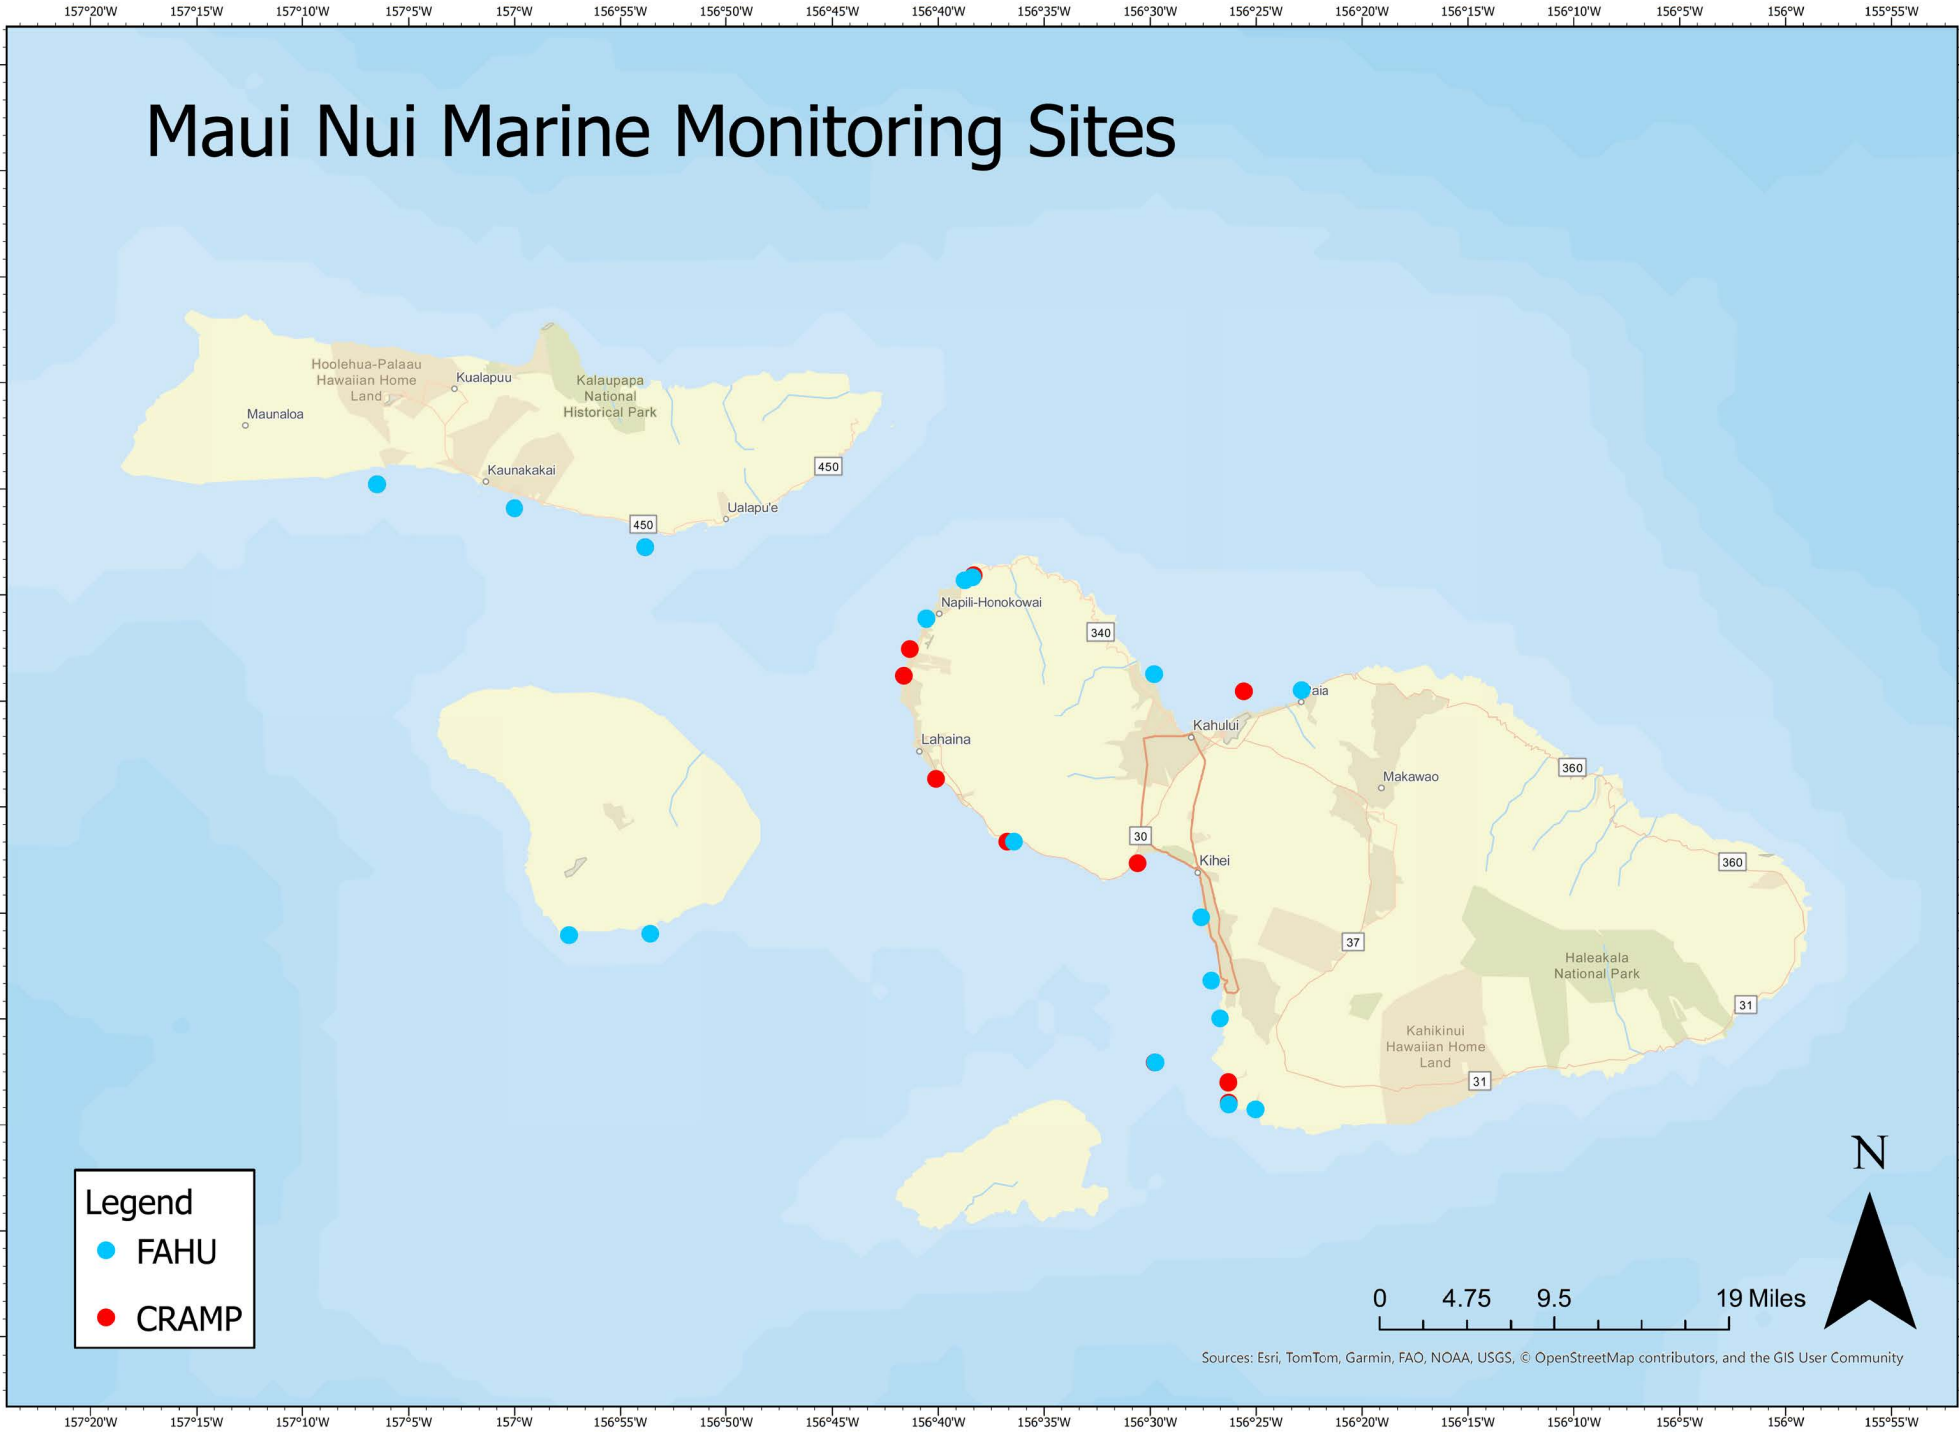 157°20'W 157°15'W 157°10'W 157°5'W 157°W 156°55'W 156°50'W 156°45'W 156°40'W 156°35'W 156°30'W 156°25'W 156°20'W 156°15'W 156°10'W 156°5'W 156°W 155°55'W
Maui Nui Marine Monitoring Sites
Hoolehua-Palaau
Hawaiian Home
Land
Kualapuu
Kalaupapa
National
Historical Park
Maunaloa
Kaunakakai
450
Ualapu'e
450
Napili-Honokowai
340
aia
Kahului
Lahaina
360
Makawao
30
Kihei
360
37
Haleakala
National Park
31
Kahikinui
Hawaiian Home
Land
31
N
Legend
FAHU
CRAMP
0 4.75 9.5 19 Miles
Sources: Esri, TomTom, Garmin, FAO, NOAA, USGS, © OpenStreetMap contributors, and the GIS User Community
157°20'W 157°15'W 157°10'W 157°5'W 157°W 156°55'W 156°50'W 156°45'W 156°40'W 156°35'W 156°30'W 156°25'W 156°20'W 156°15'W 156°10'W 156°5'W 156°W 155°55'W